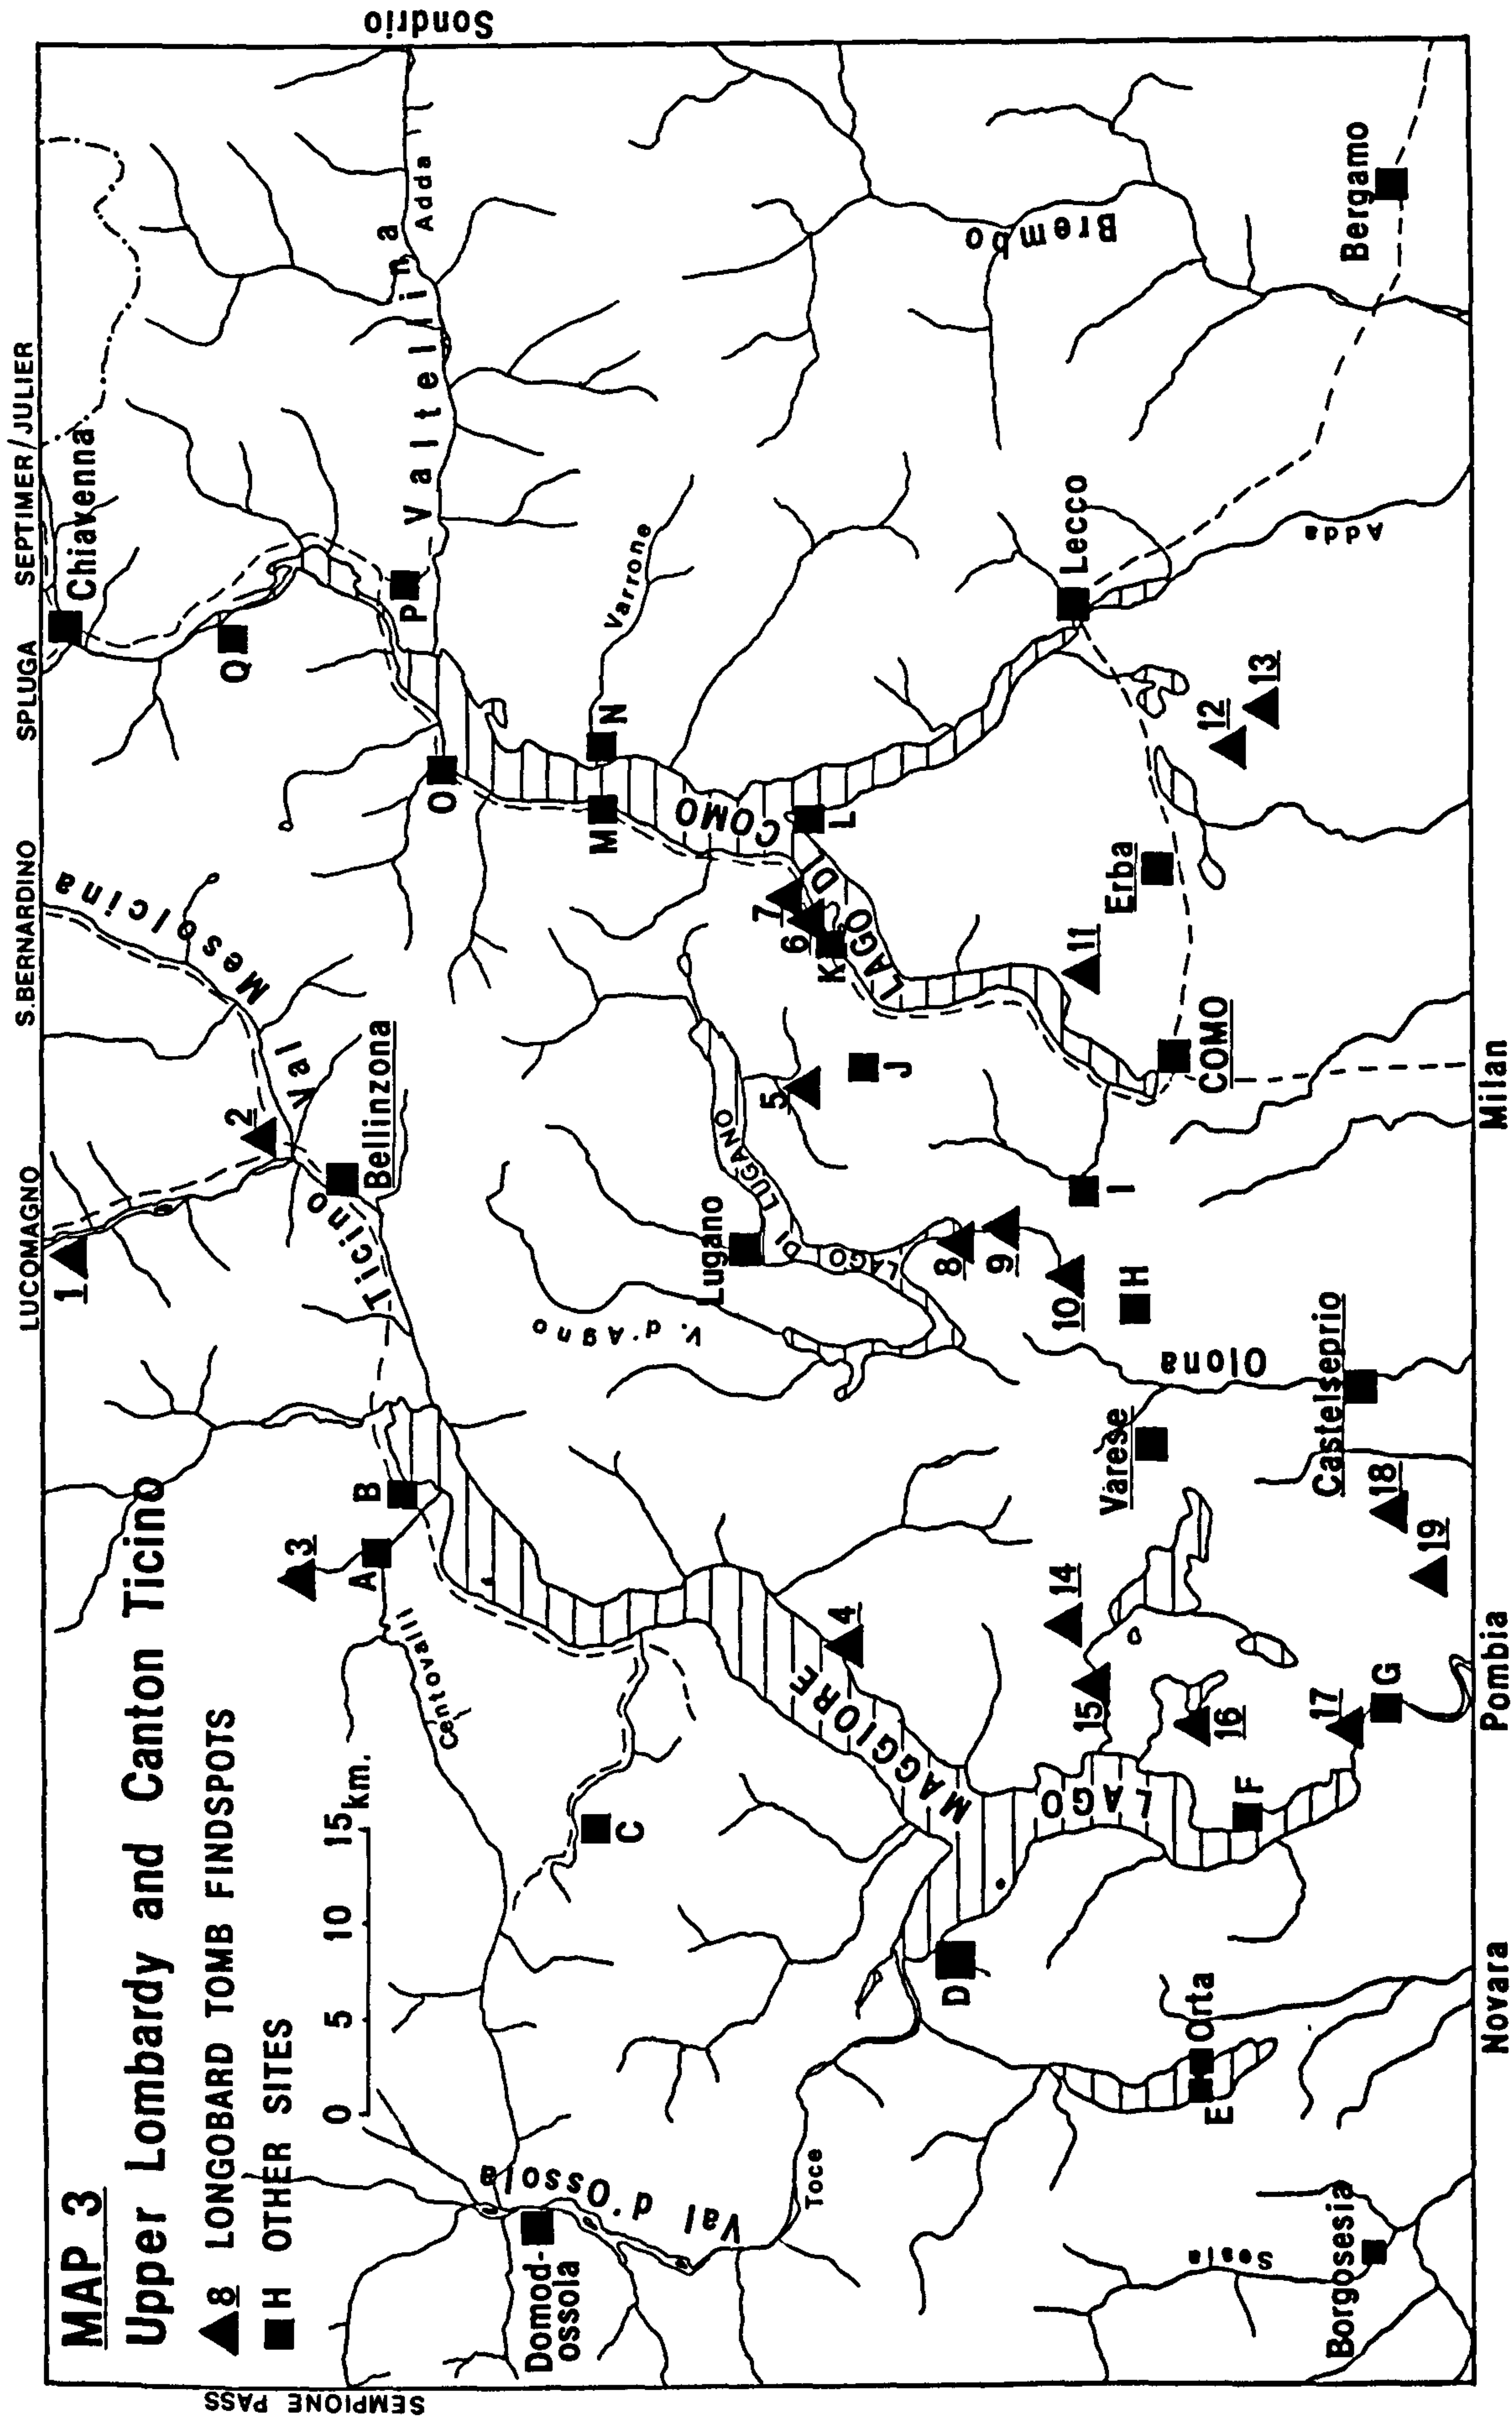 MAP 3
Upper Lombardy and Canton Ticino
8 LONGOBARD TOMB FINDSPOTS
H OTHER SITES
0 5 10 15 km.
SEMPIONE PASS
LUCOMAGNO
S.BERNARDINO
SPLUGA
SEPTIMER/JULIER
Sondrio
1
2
3
Val Mesolcina
Chiavenna
Q
Bellinzona
Ticino
A
B
O
P
Valtellina
Adda
Centovalli
Domod-
ossola
Val d'Ossola
Toce
C
V. d'Agno
Lugano
LAGO DI LUGANO
M
N
Varrone
LAGO DI COMO
5
J
6
7
K
L
Brembo
4
LAGO MAGGIORE
D
8
9
10
H
I
11
Lecco
Adda
Erba
COMO
12
13
14
15
16
Varese
Olona
Castelseprio
17
18
19
G
F
E
Orta
Sesia
Borgosesia
Bergamo
Novara
Pombia
Milan